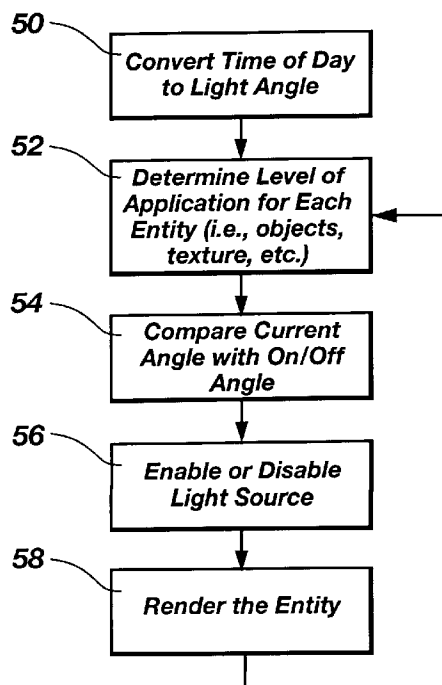 50
Convert Time of Day
to Light Angle
52
Determine Level of
Application for Each
Entity (i.e., objects,
texture, etc.)
54
Compare Current
Angle with On/Off
Angle
56
Enable or Disable
Light Source
58
Render the Entity